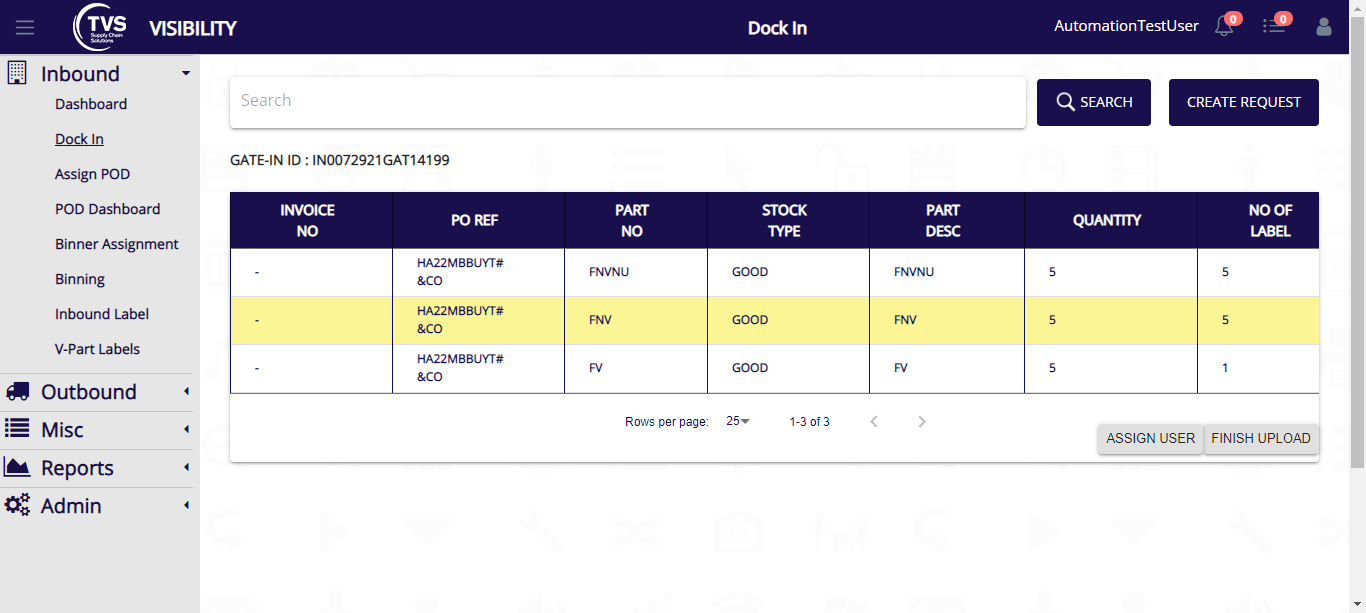 TVS
Supply Chain
Solutions
VISIBILITY
Dock In
AutomationTestUser
0
0
Inbound
Dashboard
Dock In
Assign POD
POD Dashboard
Binner Assignment
Binning
Inbound Label
V-Part Labels
Outbound
Misc
Reports
Admin
Search
SEARCH
CREATE REQUEST
GATE-IN ID : IN0072921GAT14199
INVOICE NO PO REF PART NO STOCK TYPE PART DESC QUANTITY NO OF LABEL
- HA22MBBUYT# &CO FNVNU GOOD FNVNU 5 5
- HA22MBBUYT# &CO FNV GOOD FNV 5 5
- HA22MBBUYT# &CO FV GOOD FV 5 1
Rows per page: 25 1-3 of 3
ASSIGN USER FINISH UPLOAD